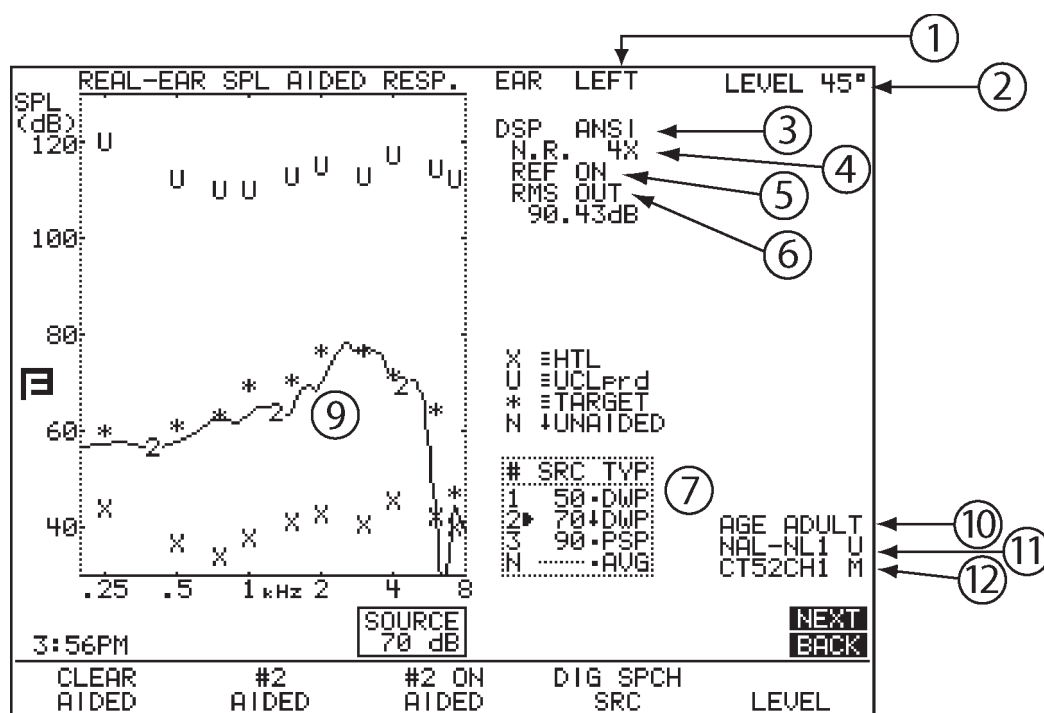 1
REAL-EAR SPL AIDED RESP. EAR LEFT LEVEL 45°
2
SPL
(dB)
DSP ANSI
3
N.R. 4X
4
REF ON
5
RMS OUT
90.43dB
6
120
100
80
60
40
U U U U U U U U U U
* * * * * * * * * *
2 2 2
X X X X X X X X X X
9
X ≡HTL
U ≡UCLprd
* ≡TARGET
N ↓UNAIDED
# SRC TYP
1 50·DWP
2▶ 70↓DWP
3 90·PSP
N ------·AVG
7
AGE ADULT
10
NAL-NL1 U
11
CT52CH1 M
12
.25 .5 1 kHz 2 4 8
3:56PM
SOURCE
70 dB
NEXT
BACK
CLEAR
AIDED
#2
AIDED
#2 ON
AIDED
DIG SPCH
SRC
LEVEL